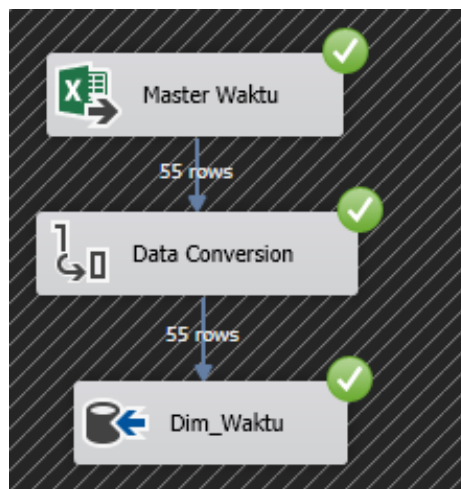 Master Waktu
55 rows
Data Conversion
55 rows
Dim_Waktu